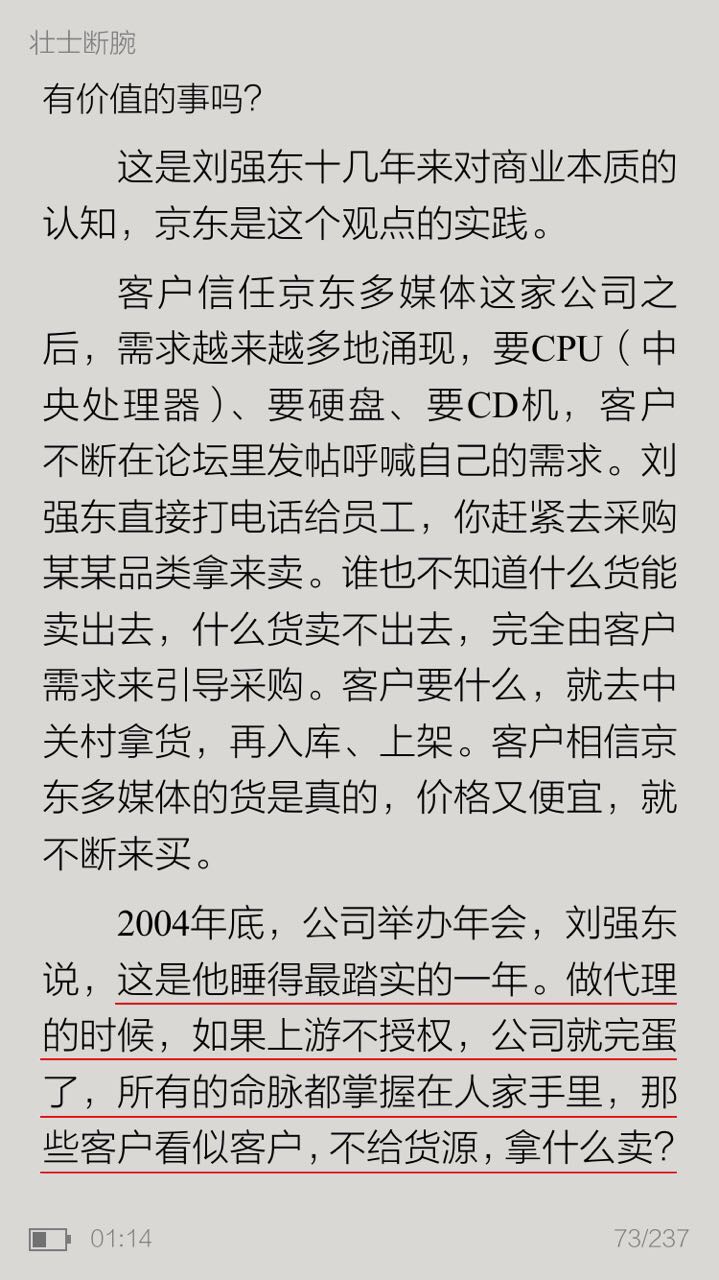 壮士断腕
有价值的事吗？
这是刘强东十几年来对商业本质的
认知，京东是这个观点的实践。
客户信任京东多媒体这家公司之
后，需求越来越多地涌现，要CPU（中
央处理器）、要硬盘、要CD机，客户
不断在论坛里发帖呼喊自己的需求。刘
强东直接打电话给员工，你赶紧去采购
某某品类拿来卖。谁也不知道什么货能
卖出去，什么货卖不出去，完全由客户
需求来引导采购。客户要什么，就去中
关村拿货，再入库、上架。客户相信京
东多媒体的货是真的，价格又便宜，就
不断来买。
2004年底，公司举办年会，刘强东
说，这是他睡得最踏实的一年。做代理
的时候，如果上游不授权，公司就完蛋
了，所有的命脉都掌握在人家手里，那
些客户看似客户，不给货源，拿什么卖？
01:14
73/237